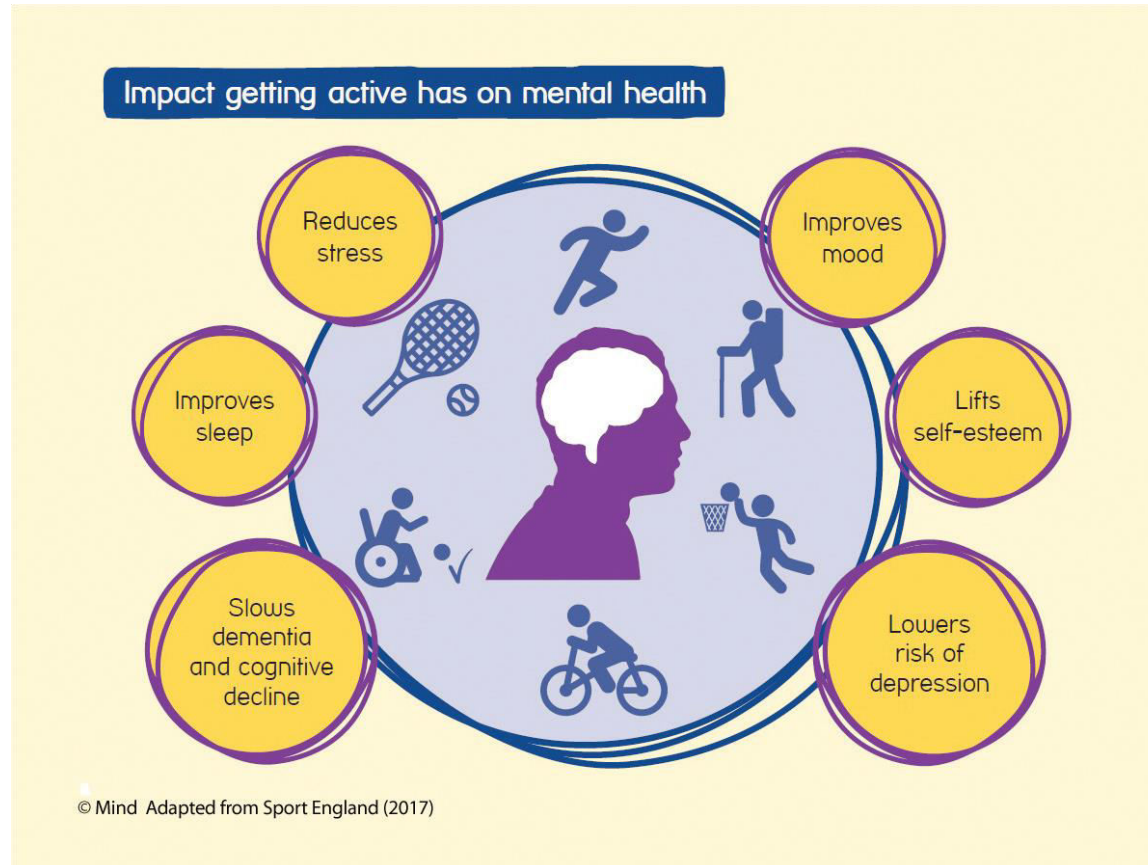 Impact getting active has on mental health
Reduces
stress
Improves
mood
Improves
sleep
Lifts
self-esteem
Slows
dementia
and cognitive
decline
Lowers
risk of
depression
© Mind Adapted from Sport England (2017)